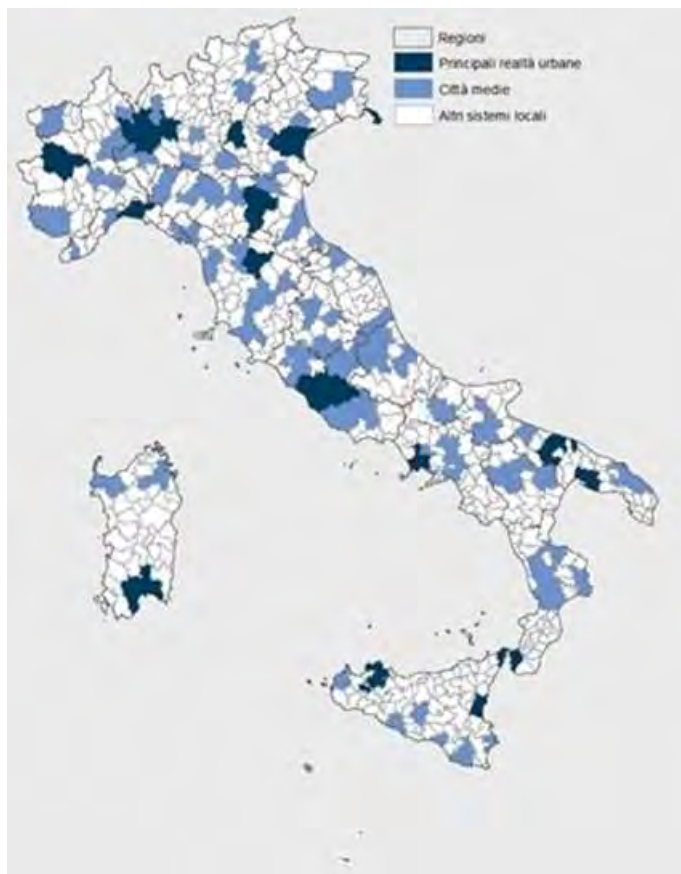 Regioni
Principali realtà urbane
Città medie
Altri sistemi locali